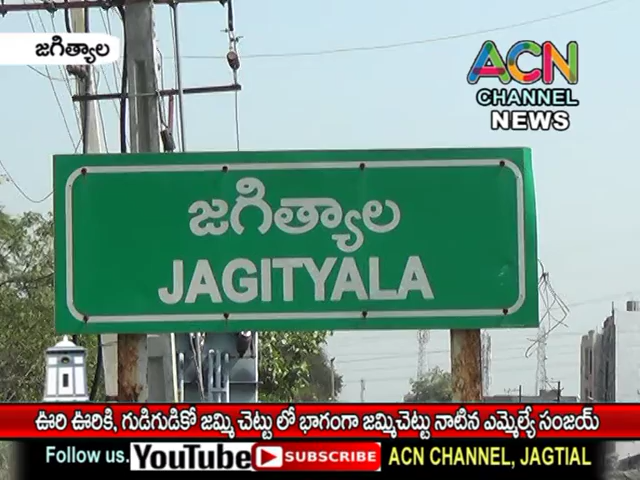 జగిత్యాల
ACN
CHANNEL
NEWS
జగిత్యాల
JAGITYALA
ఊరి ఊరికి, గుడిగుడికో జమ్మి చెట్టు లో భాగంగా జమ్మిచెట్టు నాటిన ఎమ్మెల్యే సంజయ్
Follow us. YouTube SUBSCRIBE ACN CHANNEL, JAGTIAL